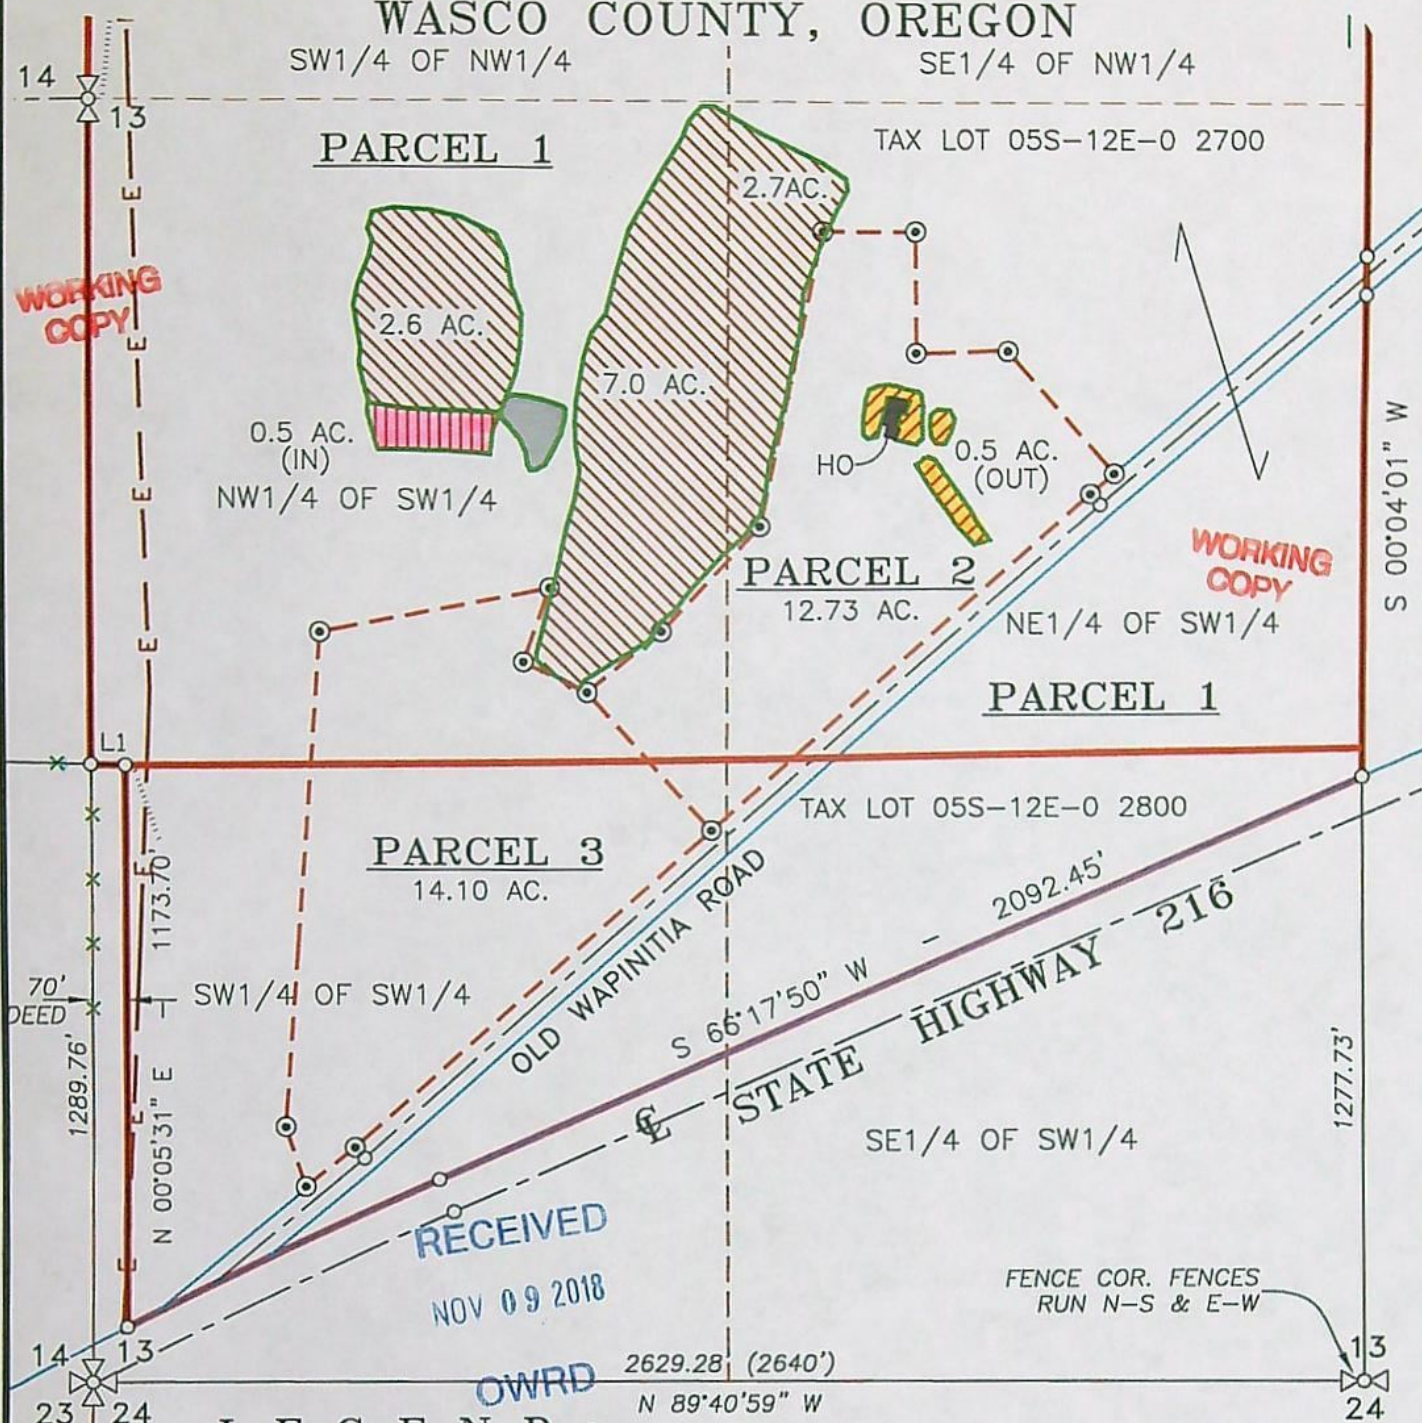 WASCO COUNTY, OREGON
SW1/4 OF NW1/4
SE1/4 OF NW1/4
14
13
PARCEL 1
TAX LOT 05S-12E-0 2700
2.7AC.
E
WORKING
COPY
E
2.6 AC.
7.0 AC.
0.5 AC.
(IN)
NW1/4 OF SW1/4
HO
0.5 AC.
(OUT)
S 00°04'01" W
E
E
WORKING
COPY
PARCEL 2
12.73 AC.
NE1/4 OF SW1/4
E
PARCEL 1
L1
TAX LOT 05S-12E-0 2800
PARCEL 3
14.10 AC.
E
1173.70'
OLD WAPINITIA ROAD
2092.45'
S 66°17'50" W
STATE HIGHWAY 216
70'
DEED
SW1/4 OF SW1/4
1289.76'
N 00°05'31" E
E
℄
1277.73'
SE1/4 OF SW1/4
RECEIVED
NOV 09 2018
OWRD
E
FENCE COR. FENCES
RUN N-S & E-W
14
13
13
2629.28 (2640')
N 89°40'59" W
23
24
24
LEGEND